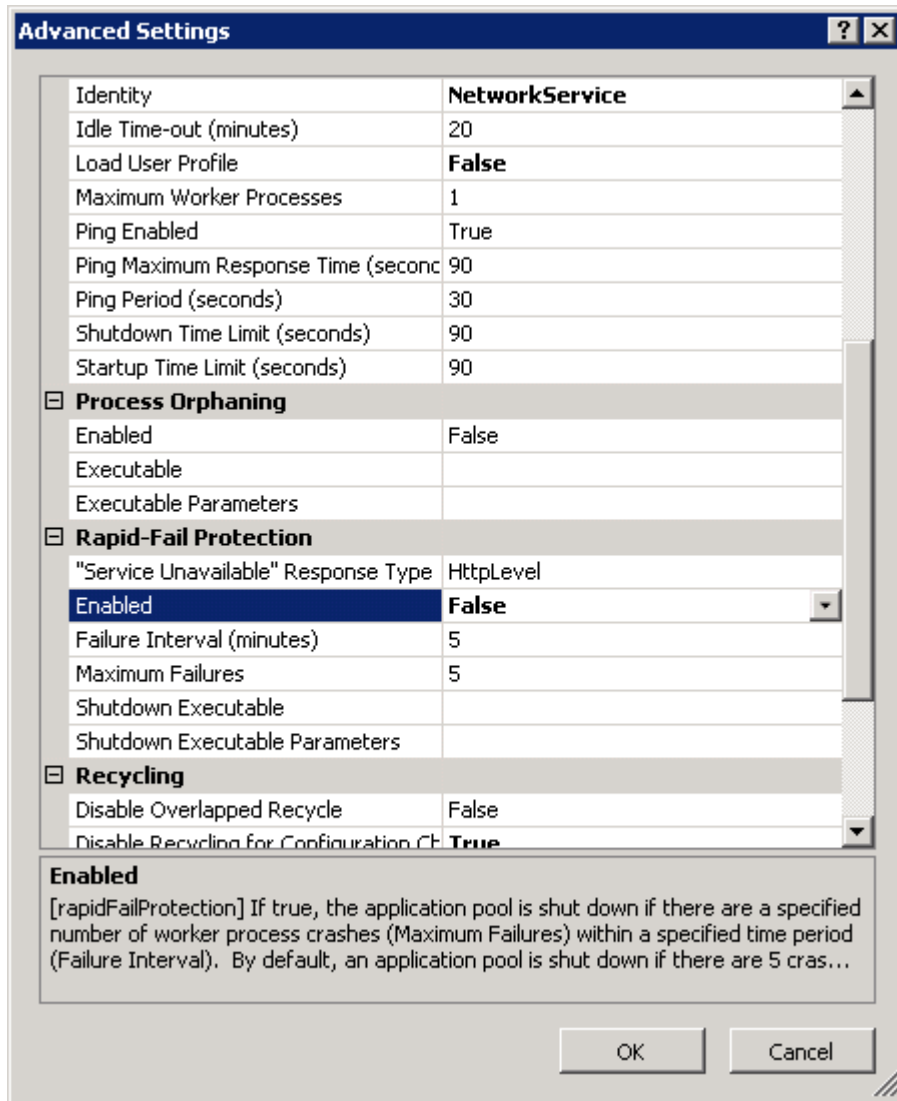 Advanced Settings
Identity NetworkService
Idle Time-out (minutes) 20
Load User Profile False
Maximum Worker Processes 1
Ping Enabled True
Ping Maximum Response Time (secon 90
Ping Period (seconds) 30
Shutdown Time Limit (seconds) 90
Startup Time Limit (seconds) 90
Process Orphaning
Enabled False
Executable
Executable Parameters
Rapid-Fail Protection
"Service Unavailable" Response Type HttpLevel
Enabled False
Failure Interval (minutes) 5
Maximum Failures 5
Shutdown Executable
Shutdown Executable Parameters
Recycling
Disable Overlapped Recycle False
Disable Recycling for Configuration Ch True
Enabled
[rapidFailProtection] If true, the application pool is shut down if there are a specified
number of worker process crashes (Maximum Failures) within a specified time period
(Failure Interval). By default, an application pool is shut down if there are 5 cras...
OK Cancel